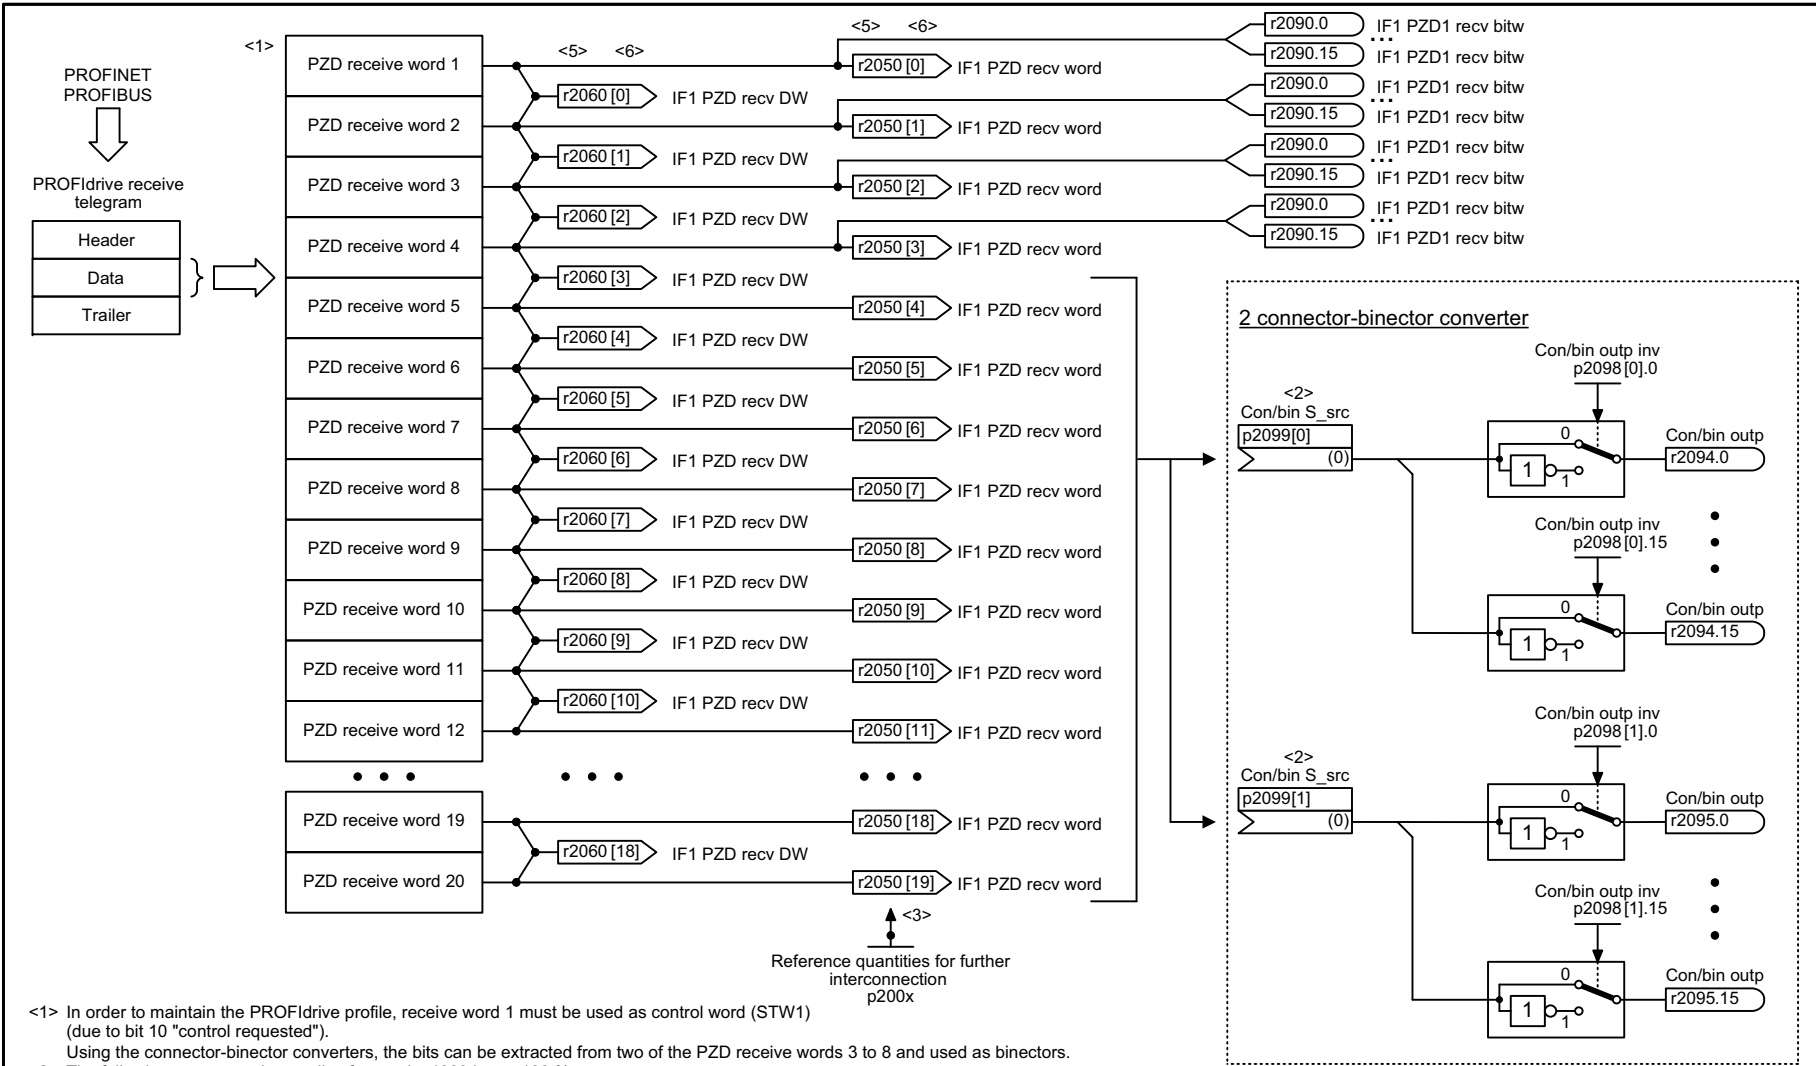 <1>
PROFINET
PROFIBUS
PROFIdrive receive
telegram
Header
Data
Trailer
<5> <6>
<5> <6>
PZD receive word 1
r2050 [0] IF1 PZD recv word
r2090.0 IF1 PZD1 recv bitw
...
r2090.15 IF1 PZD1 recv bitw
r2060 [0] IF1 PZD recv DW
PZD receive word 2
r2050 [1] IF1 PZD recv word
r2090.0 IF1 PZD1 recv bitw
...
r2090.15 IF1 PZD1 recv bitw
r2060 [1] IF1 PZD recv DW
PZD receive word 3
r2050 [2] IF1 PZD recv word
r2090.0 IF1 PZD1 recv bitw
...
r2090.15 IF1 PZD1 recv bitw
r2060 [2] IF1 PZD recv DW
PZD receive word 4
r2050 [3] IF1 PZD recv word
r2090.0 IF1 PZD1 recv bitw
...
r2090.15 IF1 PZD1 recv bitw
r2060 [3] IF1 PZD recv DW
PZD receive word 5
r2050 [4] IF1 PZD recv word
r2060 [4] IF1 PZD recv DW
PZD receive word 6
r2050 [5] IF1 PZD recv word
r2060 [5] IF1 PZD recv DW
PZD receive word 7
r2050 [6] IF1 PZD recv word
r2060 [6] IF1 PZD recv DW
PZD receive word 8
r2050 [7] IF1 PZD recv word
r2060 [7] IF1 PZD recv DW
PZD receive word 9
r2050 [8] IF1 PZD recv word
r2060 [8] IF1 PZD recv DW
PZD receive word 10
r2050 [9] IF1 PZD recv word
r2060 [9] IF1 PZD recv DW
PZD receive word 11
r2050 [10] IF1 PZD recv word
r2060 [10] IF1 PZD recv DW
PZD receive word 12
r2050 [11] IF1 PZD recv word
PZD receive word 19
r2050 [18] IF1 PZD recv word
r2060 [18] IF1 PZD recv DW
PZD receive word 20
r2050 [19] IF1 PZD recv word
<3>
Reference quantities for further
interconnection
p200x
2 connector-binector converter
Con/bin outp inv
p2098 [0].0
<2>
Con/bin S_src
p2099[0]
(0)
0
1
1
Con/bin outp
r2094.0
Con/bin outp inv
p2098 [0].15
0
1
1
Con/bin outp
r2094.15
Con/bin outp inv
p2098 [1].0
<2>
Con/bin S_src
p2099[1]
(0)
0
1
1
Con/bin outp
r2095.0
Con/bin outp inv
p2098 [1].15
0
1
1
Con/bin outp
r2095.15
<1> In order to maintain the PROFIdrive profile, receive word 1 must be used as control word (STW1)
(due to bit 10 "control requested").
Using the connector-binector converters, the bits can be extracted from two of the PZD receive words 3 to 8 and used as binectors.